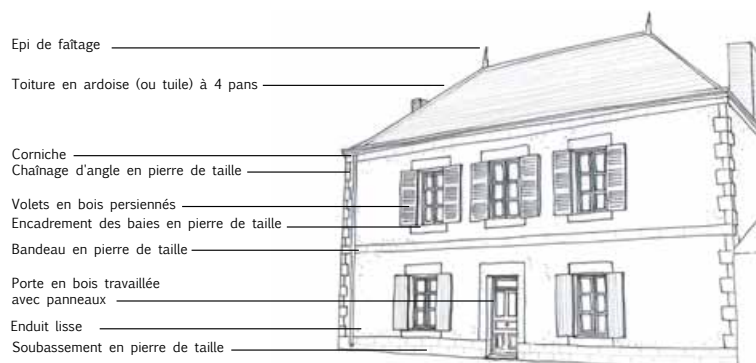 Epi de faîtage
Toiture en ardoise (ou tuile) à 4 pans
Corniche
Chaînage d'angle en pierre de taille
Volets en bois persiennés
Encadrement des baies en pierre de taille
Bandeau en pierre de taille
Porte en bois travaillée
avec panneaux
Enduit lisse
Soubassement en pierre de taille